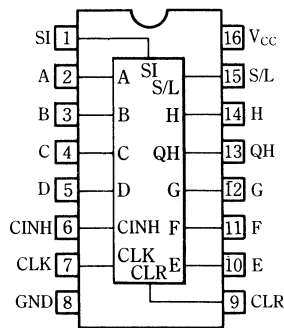 SI 1 SI 16 VCC
A 2 A S/L 15 S/L
B 3 B H 14 H
C 4 C QH 13 QH
D 5 D G 12 G
CINH 6 CINH F 11 F
CLK 7 CLK E 10 E
GND 8 CLR 9 CLR